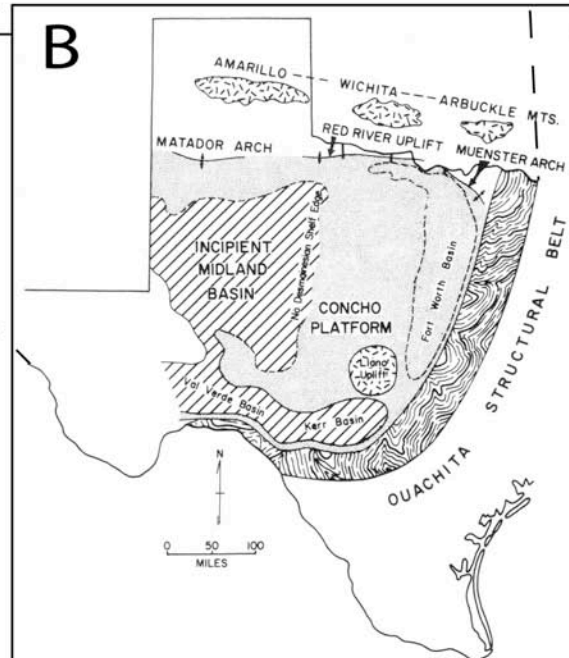 B
AMARILLO — WICHITA — ARBUCKLE MTS.
RED RIVER UPLIFT
MATADOR ARCH
MUENSTER ARCH
INCIPIENT
MIDLAND
BASIN
No Desmoinesian Shelf Edge
CONCHO
PLATFORM
Fort Worth Basin
Llano
Uplift
Val Verde Basin
Kerr Basin
OUACHITA STRUCTURAL BELT
N
0 50 100
MILES